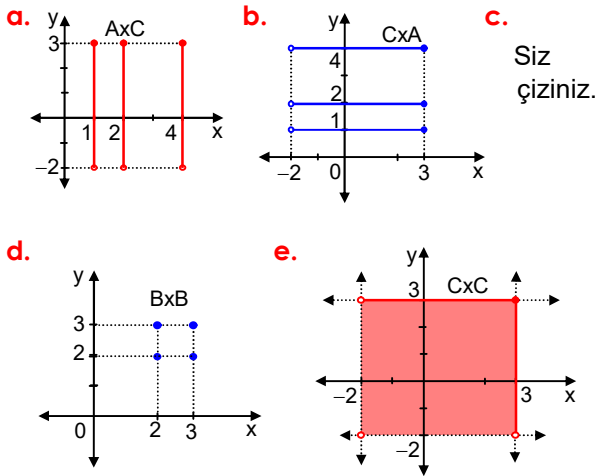 a.
y
AxC
3
1 2 4 x
−2
b.
y
CxA
4
2
1
−2 0 3 x
c.
Siz
çiziniz.
d.
y
BxB
3
2
0 2 3 x
e.
y
CxC
3
−2 3 x
−2